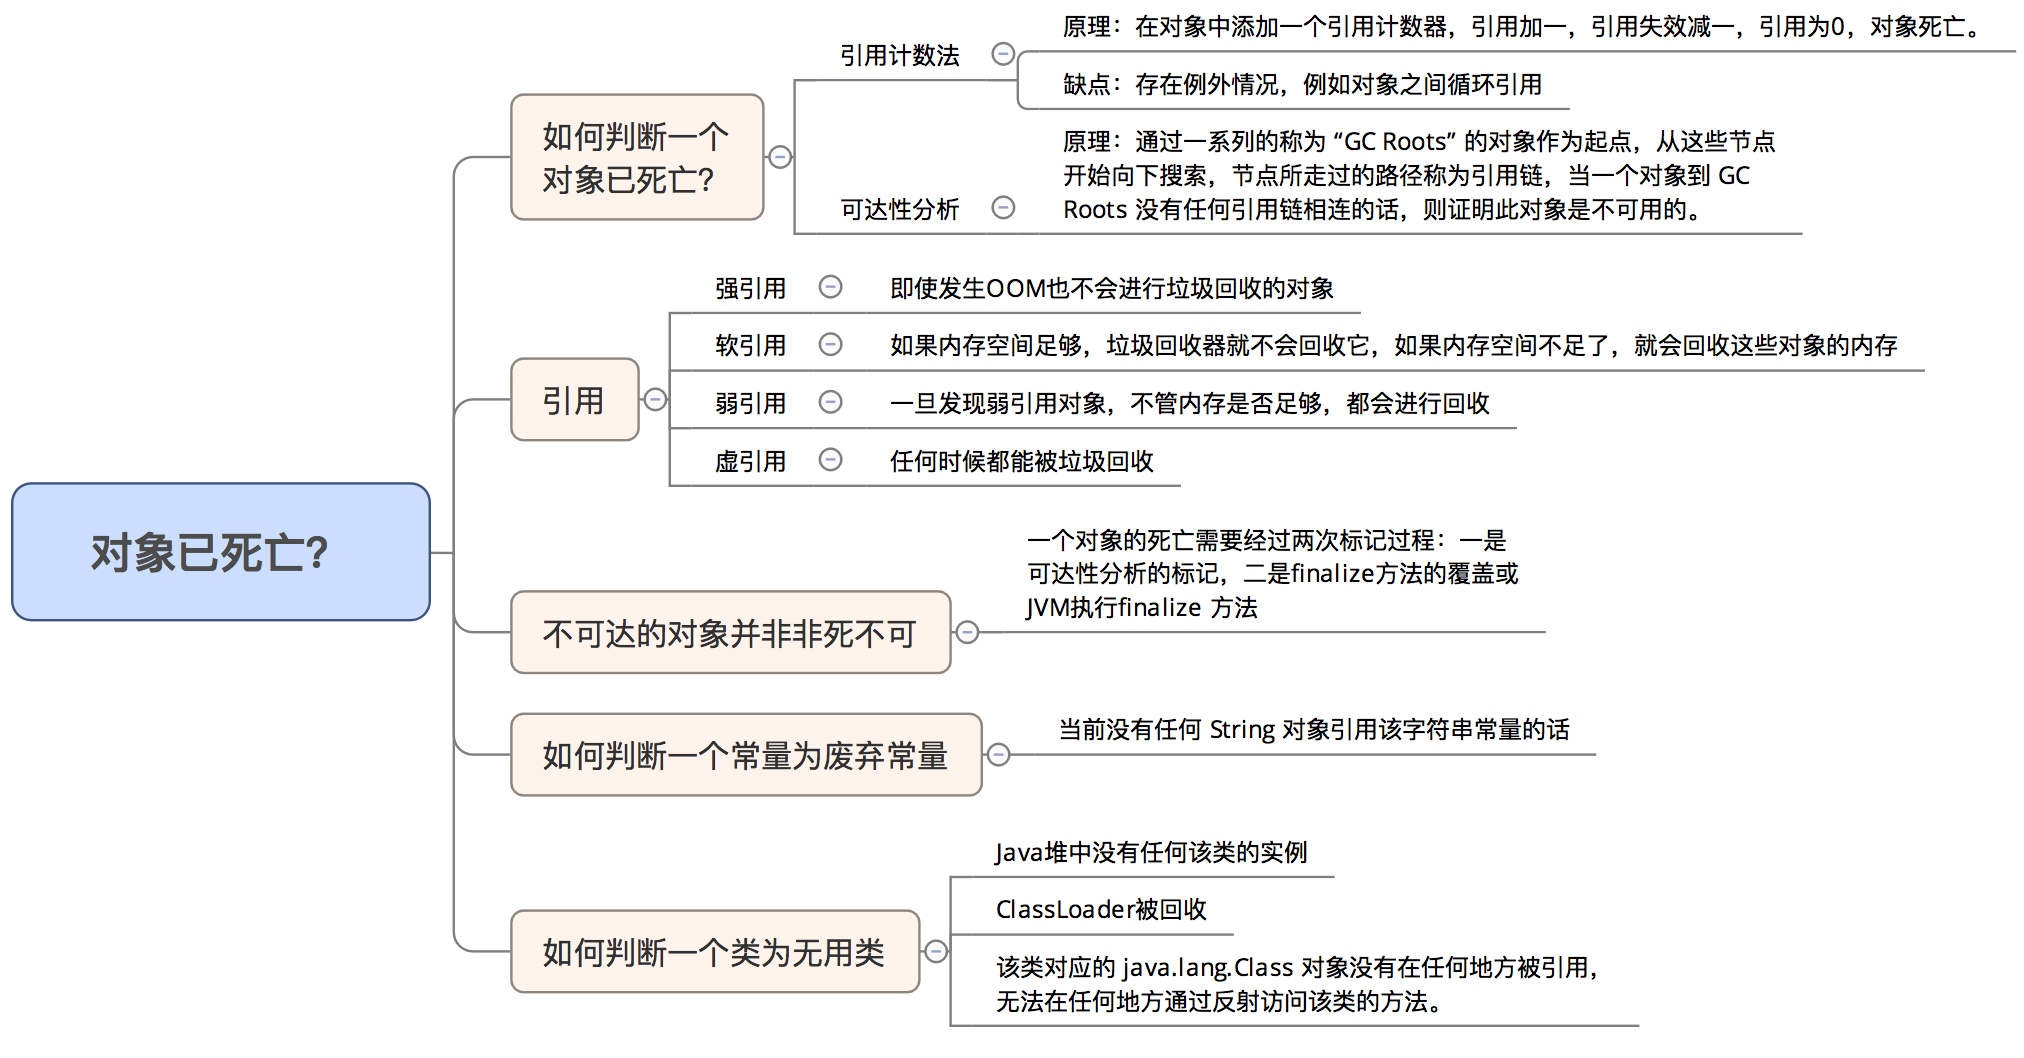 对象已死亡?
如何判断一个
对象已死亡?
引用计数法
原理：在对象中添加一个引用计数器，引用加一，引用失效减一，引用为0，对象死亡。
缺点：存在例外情况，例如对象之间循环引用
可达性分析
原理：通过一系列的称为 “GC Roots” 的对象作为起点，从这些节点
开始向下搜索，节点所走过的路径称为引用链，当一个对象到 GC
Roots 没有任何引用链相连的话，则证明此对象是不可用的。
引用
强引用
即使发生OOM也不会进行垃圾回收的对象
软引用
如果内存空间足够，垃圾回收器就不会回收它，如果内存空间不足了，就会回收这些对象的内存
弱引用
一旦发现弱引用对象，不管内存是否足够，都会进行回收
虚引用
任何时候都能被垃圾回收
不可达的对象并非非死不可
一个对象的死亡需要经过两次标记过程：一是
可达性分析的标记，二是finalize方法的覆盖或
JVM执行finalize 方法
如何判断一个常量为废弃常量
当前没有任何 String 对象引用该字符串常量的话
如何判断一个类为无用类
Java堆中没有任何该类的实例
ClassLoader被回收
该类对应的 java.lang.Class 对象没有在任何地方被引用，
无法在任何地方通过反射访问该类的方法。